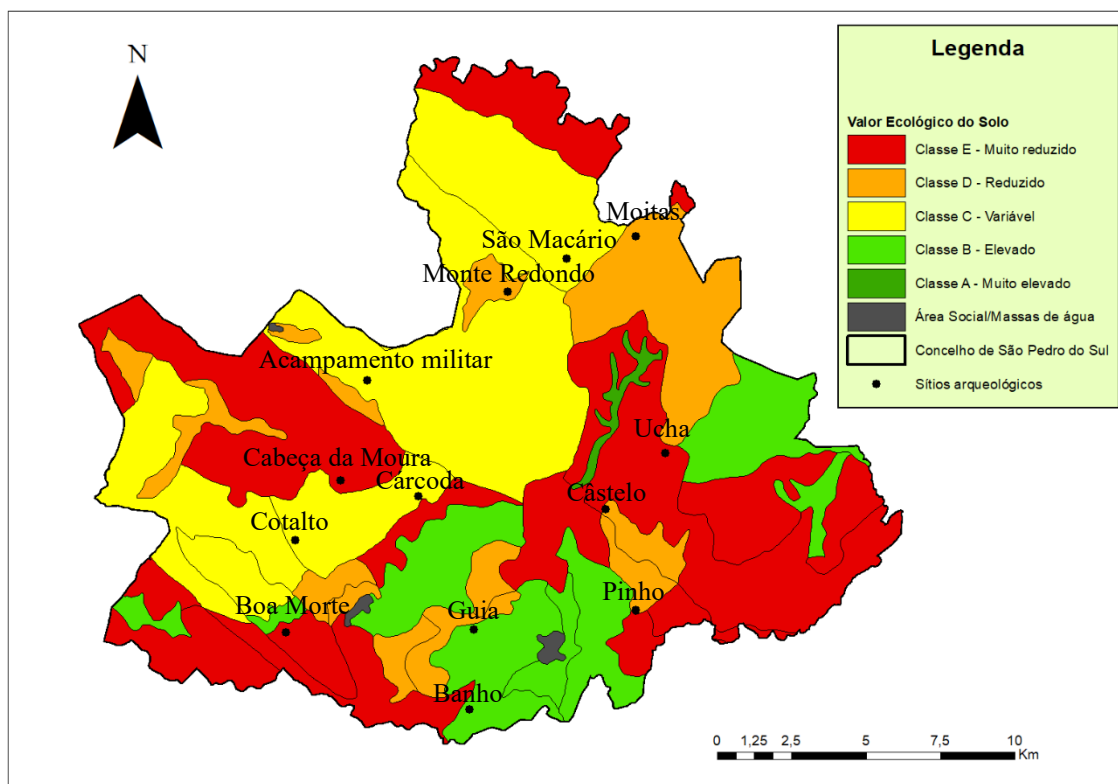 N
Legenda
Valor Ecológico do Solo
Classe E - Muito reduzido
Classe D - Reduzido
Classe C - Variável
Classe B - Elevado
Classe A - Muito elevado
Área Social/Massas de água
Concelho de São Pedro do Sul
Sítios arqueológicos
Moitas
São Macário
Monte Redondo
Acampamento militar
Ucha
Cabeça da Moura
Cárcoda
Câstelo
Cotalto
Boa Morte
Guia
Pinho
Banho
0 1,25 2,5 5 7,5 10
Km